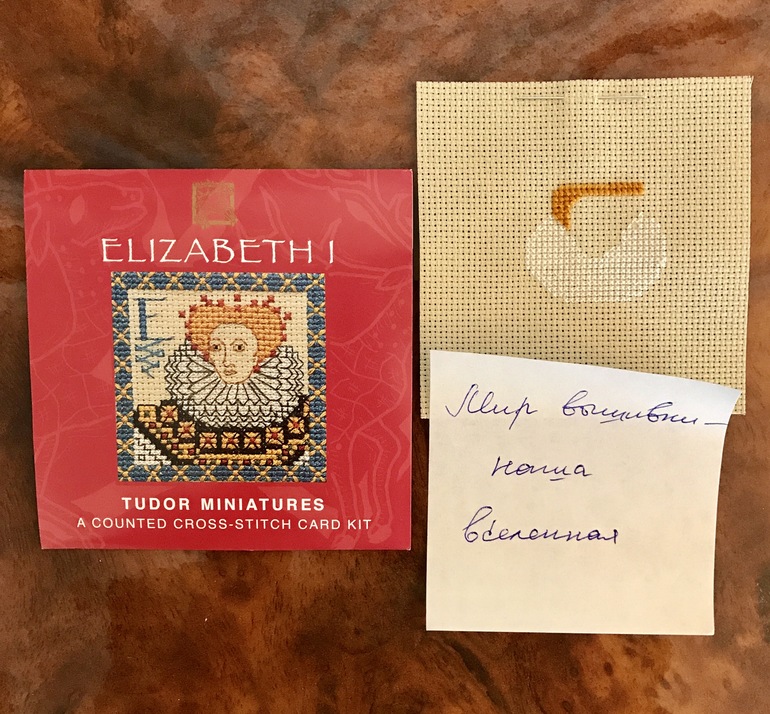 ELIZABETH I
E
TUDOR MINIATURES
A COUNTED CROSS-STITCH CARD KIT
Мир вышивки –
наша
вселенная